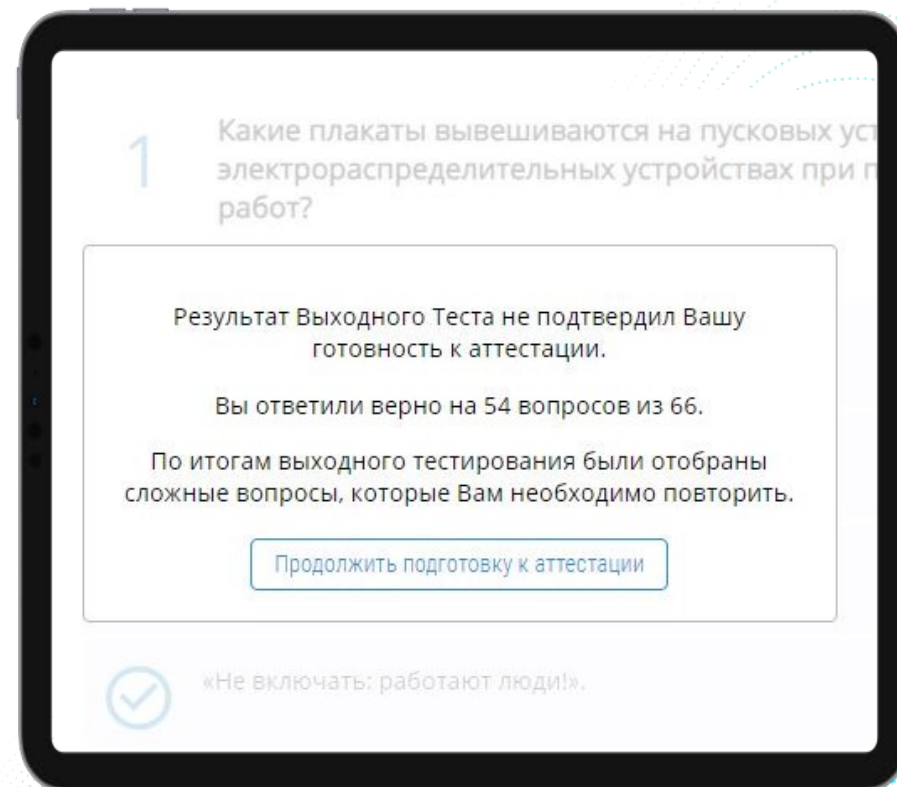 1
Какие плакаты вывешиваются на пусковых
электрораспределительных устройствах при
работ?
Результат Выходного Теста не подтвердил Вашу
готовность к аттестации.
Вы ответили верно на 54 вопросов из 66.
По итогам выходного тестирования были отобраны
сложные вопросы, которые Вам необходимо повторить.
Продолжить подготовку к аттестации
«Не включать: работают люди!».